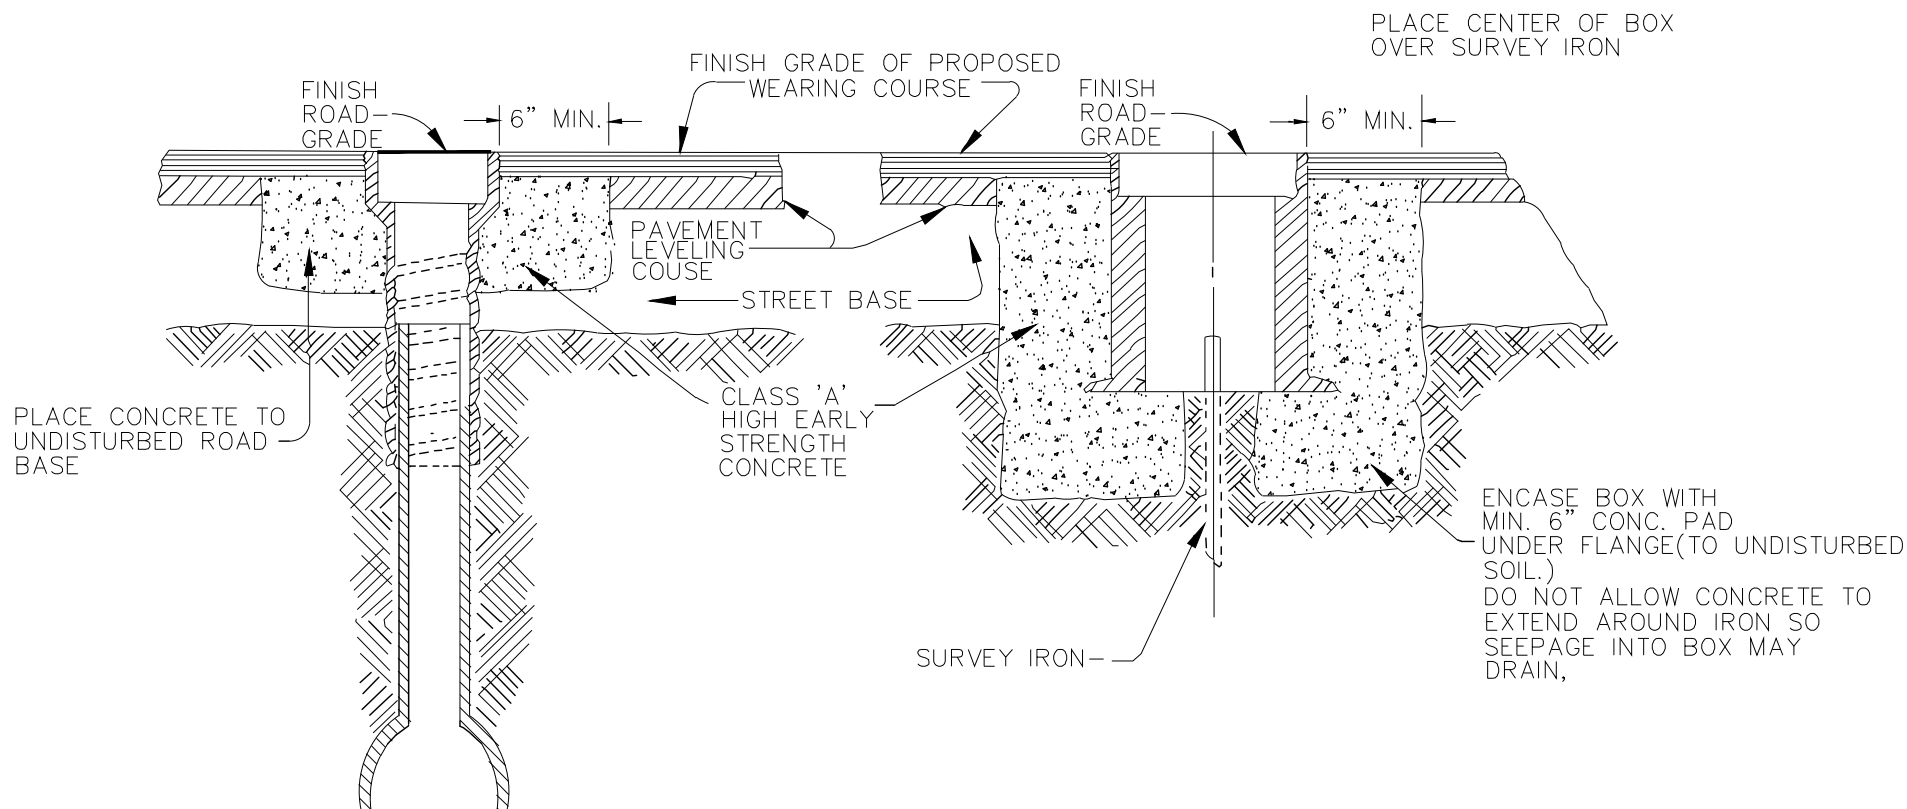 PLACE CENTER OF BOX
OVER SURVEY IRON
FINISH GRADE OF PROPOSED
WEARING COURSE
FINISH
ROAD
GRADE
6” MIN.
FINISH
ROAD
GRADE
6” MIN.
PAVEMENT
LEVELING
COUSE
STREET BASE
CLASS 'A'
HIGH EARLY
STRENGTH
CONCRETE
PLACE CONCRETE TO
UNDISTURBED ROAD
BASE
ENCASE BOX WITH
MIN. 6” CONC. PAD
UNDER FLANGE(TO UNDISTURBED
SOIL.)
DO NOT ALLOW CONCRETE TO
EXTEND AROUND IRON SO
SEEPAGE INTO BOX MAY
DRAIN,
SURVEY IRON